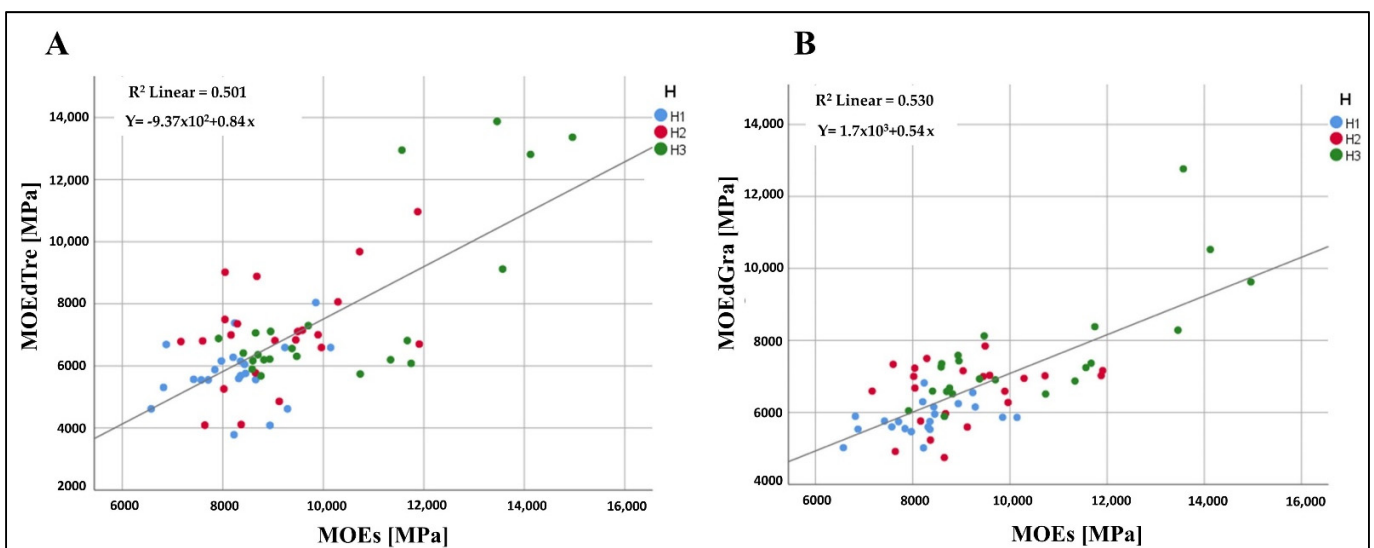 A
R² Linear = 0.501
Y= -9.37x10²+0.84x
H
H1
H2
H3
MOEdTre [MPa]
14,000
12,000
10,000
8000
6000
4000
2000
6000 8000 10,000 12,000 14,000 16,000
MOEs [MPa]
B
R² Linear = 0.530
Y= 1.7x10³+0.54x
H
H1
H2
H3
MOEdGra [MPa]
14,000
12,000
10,000
8000
6000
4000
6000 8000 10,000 12,000 14,000 16,000
MOEs [MPa]